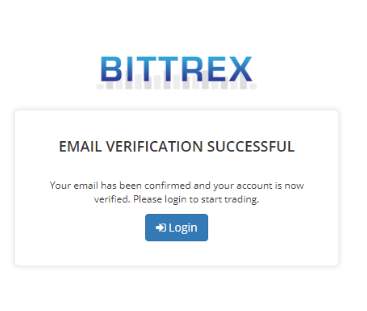 BITTREX
EMAIL VERIFICATION SUCCESSFUL
Your email has been confirmed and your account is now
verified. Please login to start trading.
Login